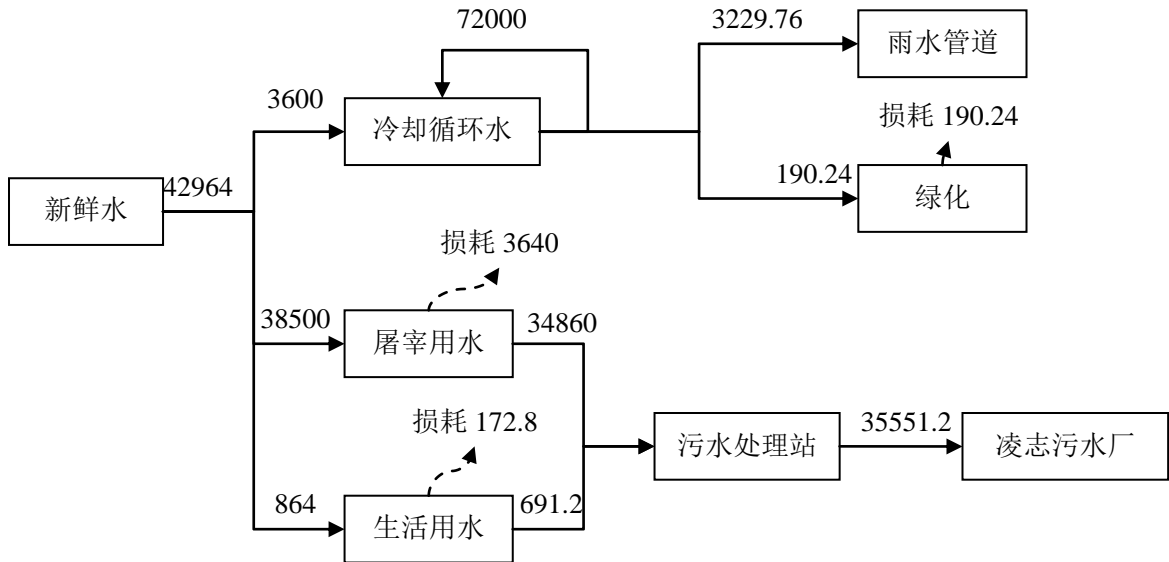 72000
3229.76
雨水管道
3600
冷却循环水
损耗 190.24
42964
190.24
新鲜水
绿化
损耗 3640
38500
34860
屠宰用水
损耗 172.8
35551.2
污水处理站
凌志污水厂
864
691.2
生活用水